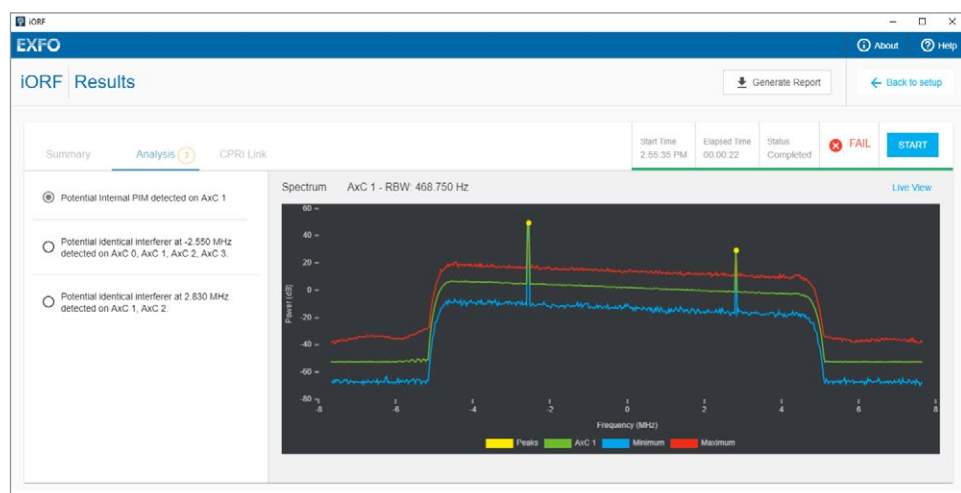 iORF
EXFO
About
Help
iORF Results
Generate Report
Back to setup
Summary
Analysis 3
CPRI Link
Start Time
2:55:35 PM
Elapsed Time
00:00:22
Status
Completed
FAIL
START
Potential Internal PIM detected on AxC 1
Potential identical interferer at -2.550 MHz
detected on AxC 0, AxC 1, AxC 2, AxC 3.
Potential identical interferer at 2.830 MHz
detected on AxC 1, AxC 2.
Spectrum AxC 1 - RBW: 468.750 Hz
Live View
Power (dB)
60
40
20
0
-20
-40
-60
-80
-8 -6 -4 -2 0 2 4 6 8
Frequency (MHz)
Peaks AxC 1 Minimum Maximum